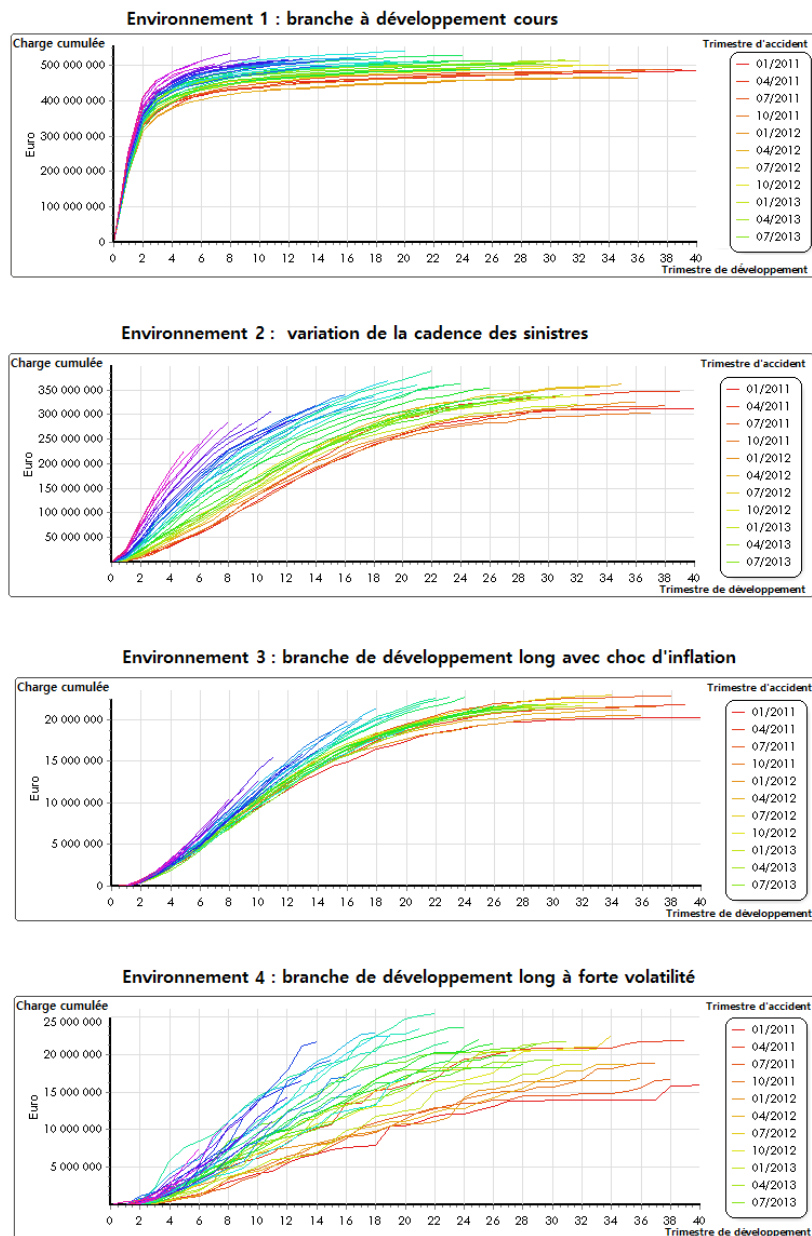 Environnement 1 : branche à développement cours
Charge cumulée
Trimestre d'accident
500 000 000
400 000 000
300 000 000
200 000 000
100 000 000
0
Euro
0 2 4 6 8 10 12 14 16 18 20 22 24 26 28 30 32 34 36 38 40
Trimestre de développement
01/2011
04/2011
07/2011
10/2011
01/2012
04/2012
07/2012
10/2012
01/2013
04/2013
07/2013
Environnement 2 : variation de la cadence des sinistres
Charge cumulée
Trimestre d'accident
350 000 000
300 000 000
250 000 000
200 000 000
150 000 000
100 000 000
50 000 000
Euro
0 2 4 6 8 10 12 14 16 18 20 22 24 26 28 30 32 34 36 38 40
Trimestre de développement
01/2011
04/2011
07/2011
10/2011
01/2012
04/2012
07/2012
10/2012
01/2013
04/2013
07/2013
Environnement 3 : branche de développement long avec choc d'inflation
Charge cumulée
Trimestre d'accident
20 000 000
15 000 000
10 000 000
5 000 000
0
Euro
0 2 4 6 8 10 12 14 16 18 20 22 24 26 28 30 32 34 36 38 40
Trimestre de développement
01/2011
04/2011
07/2011
10/2011
01/2012
04/2012
07/2012
10/2012
01/2013
04/2013
07/2013
Environnement 4 : branche de développement long à forte volatilité
Charge cumulée
Trimestre d'accident
25 000 000
20 000 000
15 000 000
10 000 000
5 000 000
Euro
0 2 4 6 8 10 12 14 16 18 20 22 24 26 28 30 32 34 36 38 40
Trimestre de développement
01/2011
04/2011
07/2011
10/2011
01/2012
04/2012
07/2012
10/2012
01/2013
04/2013
07/2013